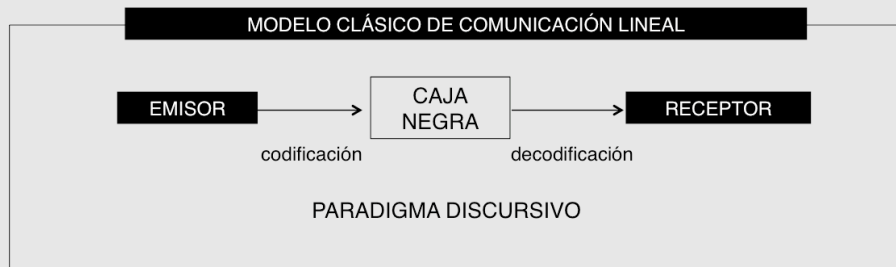 MODELO CLÁSICO DE COMUNICACIÓN LINEAL
EMISOR
CAJA
NEGRA
RECEPTOR
codificación
decodificación
PARADIGMA DISCURSIVO